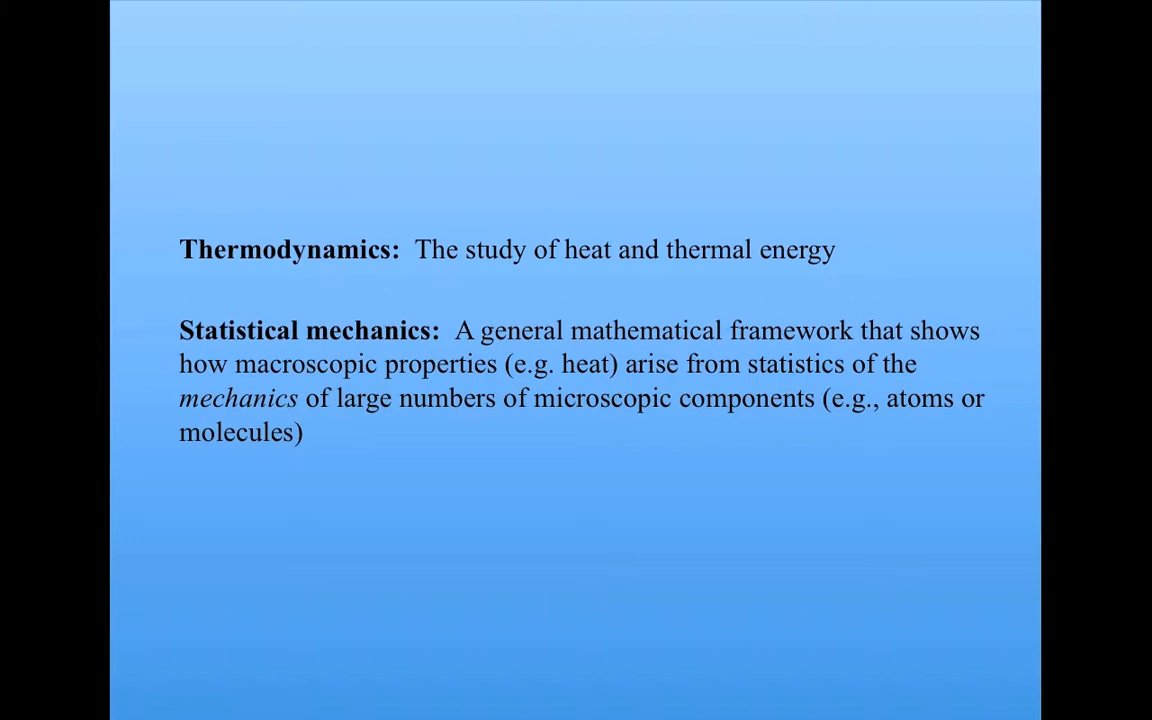 Thermodynamics: The study of heat and thermal energy
Statistical mechanics: A general mathematical framework that shows
how macroscopic properties (e.g. heat) arise from statistics of the
mechanics of large numbers of microscopic components (e.g., atoms or
molecules)